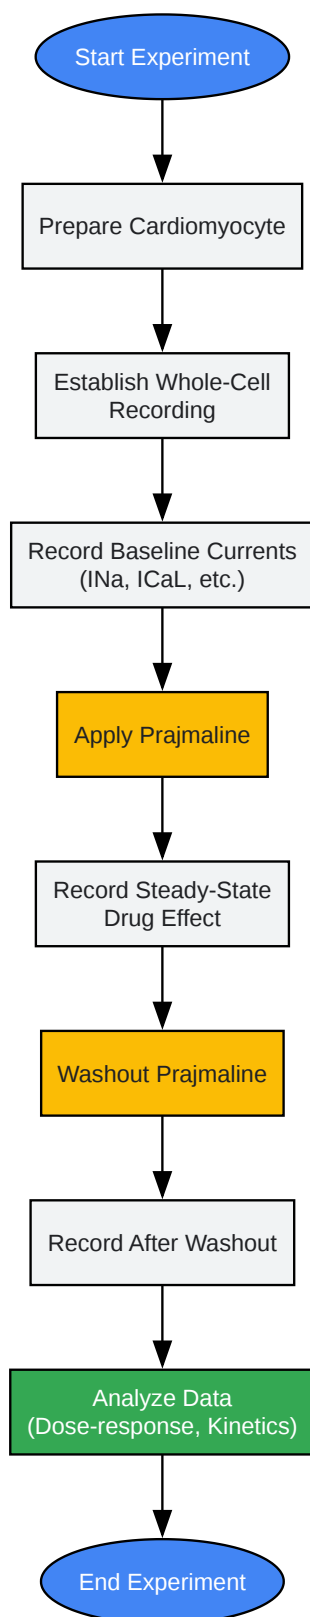 Start Experiment
Prepare Cardiomyocyte
Establish Whole-Cell
Recording
Record Baseline Currents
(INa, ICaL, etc.)
Apply Prajmaline
Record Steady-State
Drug Effect
Washout Prajmaline
Record After Washout
Analyze Data
(Dose-response, Kinetics)
End Experiment